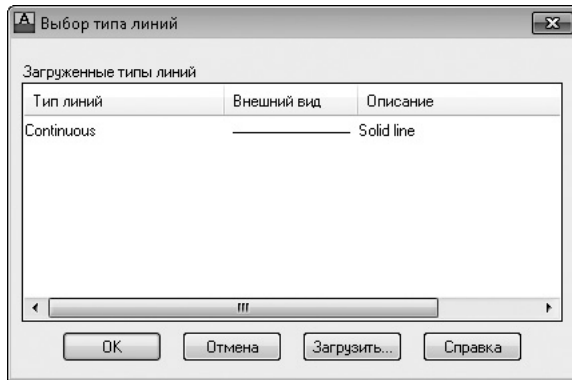 Выбор типа линий
Загруженные типы линий
Тип линий Внешний вид Описание
Continuous Solid line
OK Отмена Загрузить... Справка